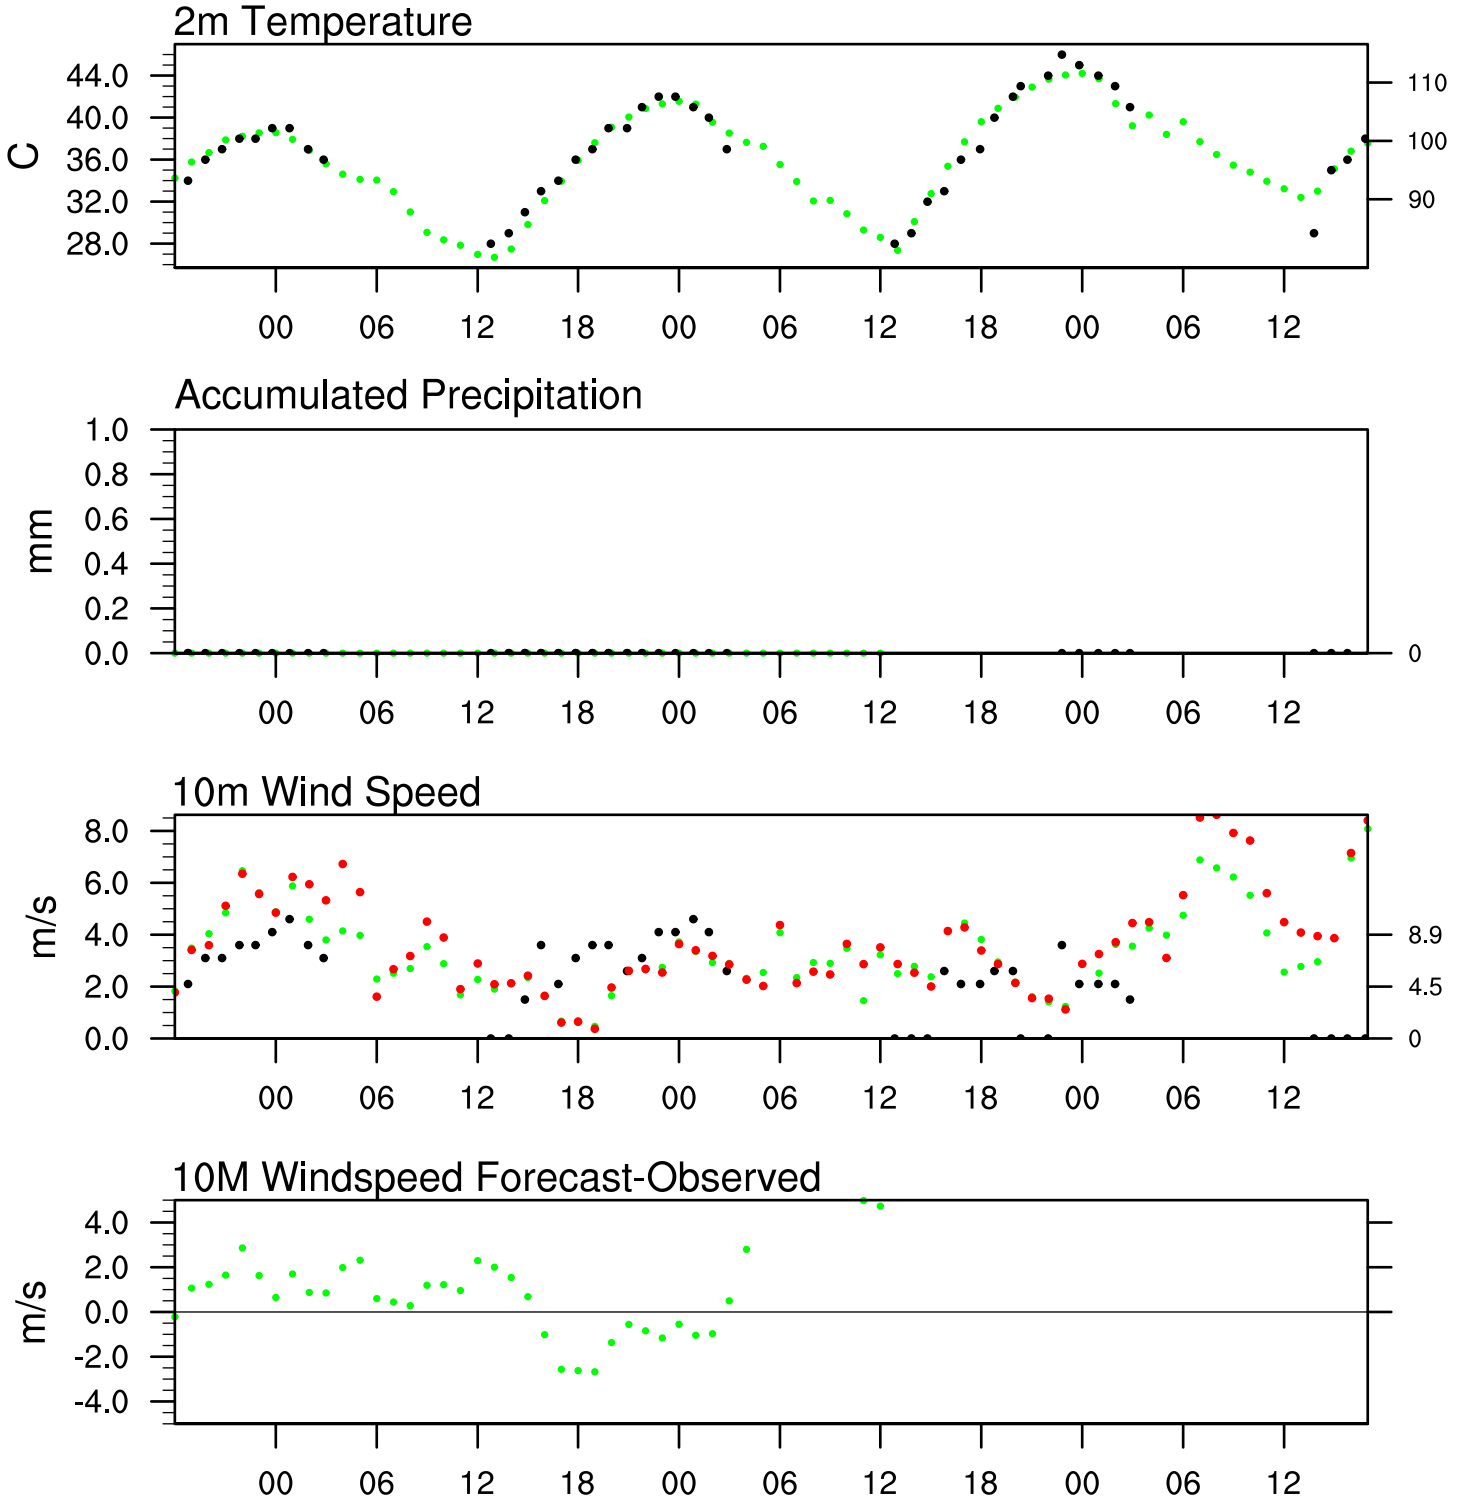 2m Temperature
C
44.0
40.0
36.0
32.0
28.0
110
100
90
00 06 12 18 00 06 12 18 00 06 12
Accumulated Precipitation
mm
1.0
0.8
0.6
0.4
0.2
0.0
0
00 06 12 18 00 06 12 18 00 06 12
10m Wind Speed
m/s
8.0
6.0
4.0
2.0
0.0
8.9
4.5
0
00 06 12 18 00 06 12 18 00 06 12
10M Windspeed Forecast-Observed
m/s
4.0
2.0
0.0
-2.0
-4.0
00 06 12 18 00 06 12 18 00 06 12